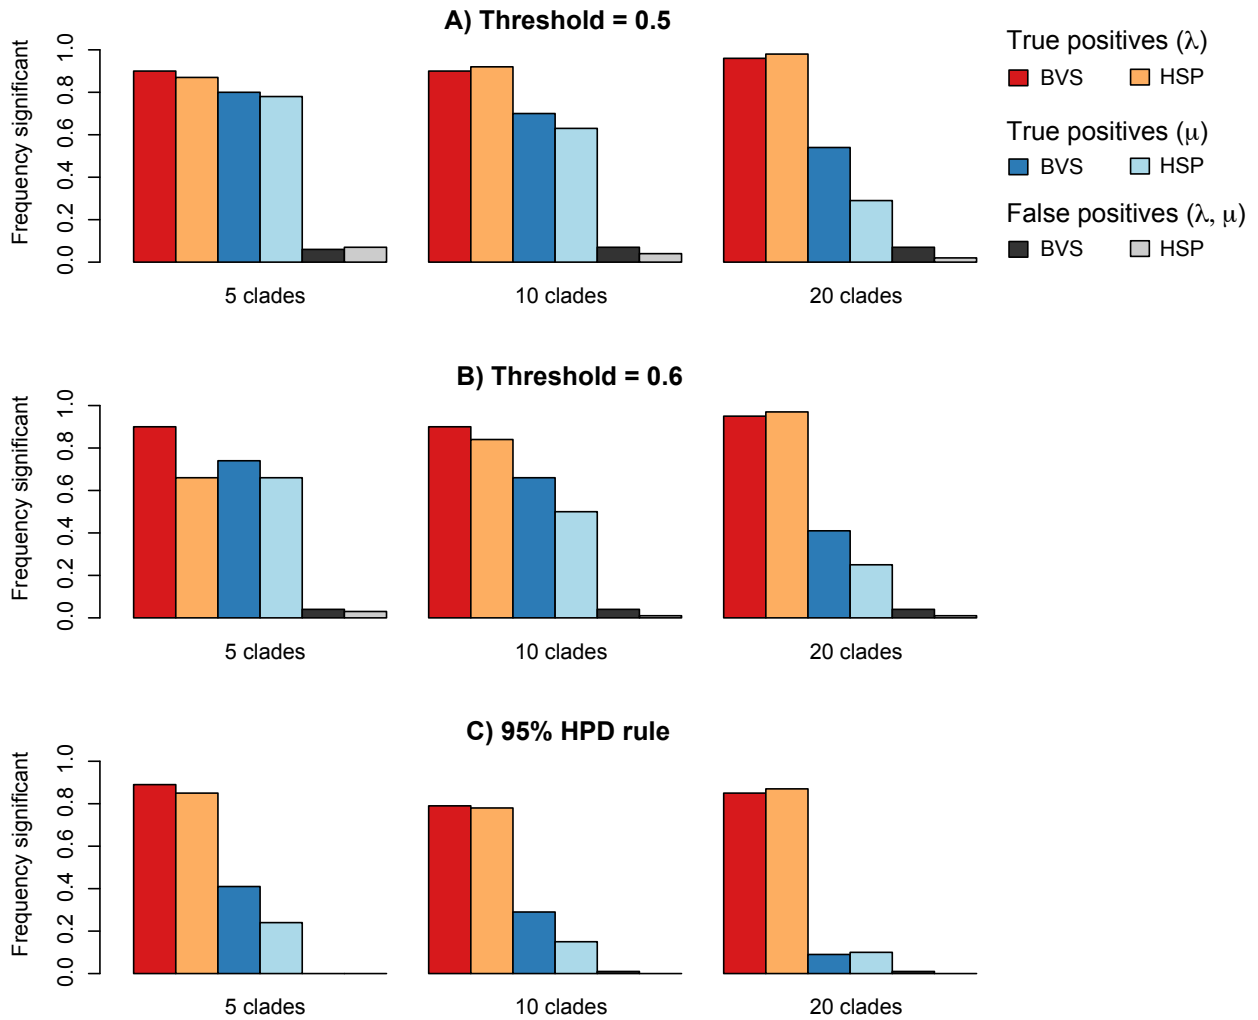 A) Threshold = 0.5
Frequency significant
0.0 0.2 0.4 0.6 0.8 1.0
5 clades 10 clades 20 clades
True positives (λ)
BVS HSP
True positives (μ)
BVS HSP
False positives (λ, μ)
BVS HSP
B) Threshold = 0.6
Frequency significant
0.0 0.2 0.4 0.6 0.8 1.0
5 clades 10 clades 20 clades
C) 95% HPD rule
Frequency significant
0.0 0.2 0.4 0.6 0.8 1.0
5 clades 10 clades 20 clades